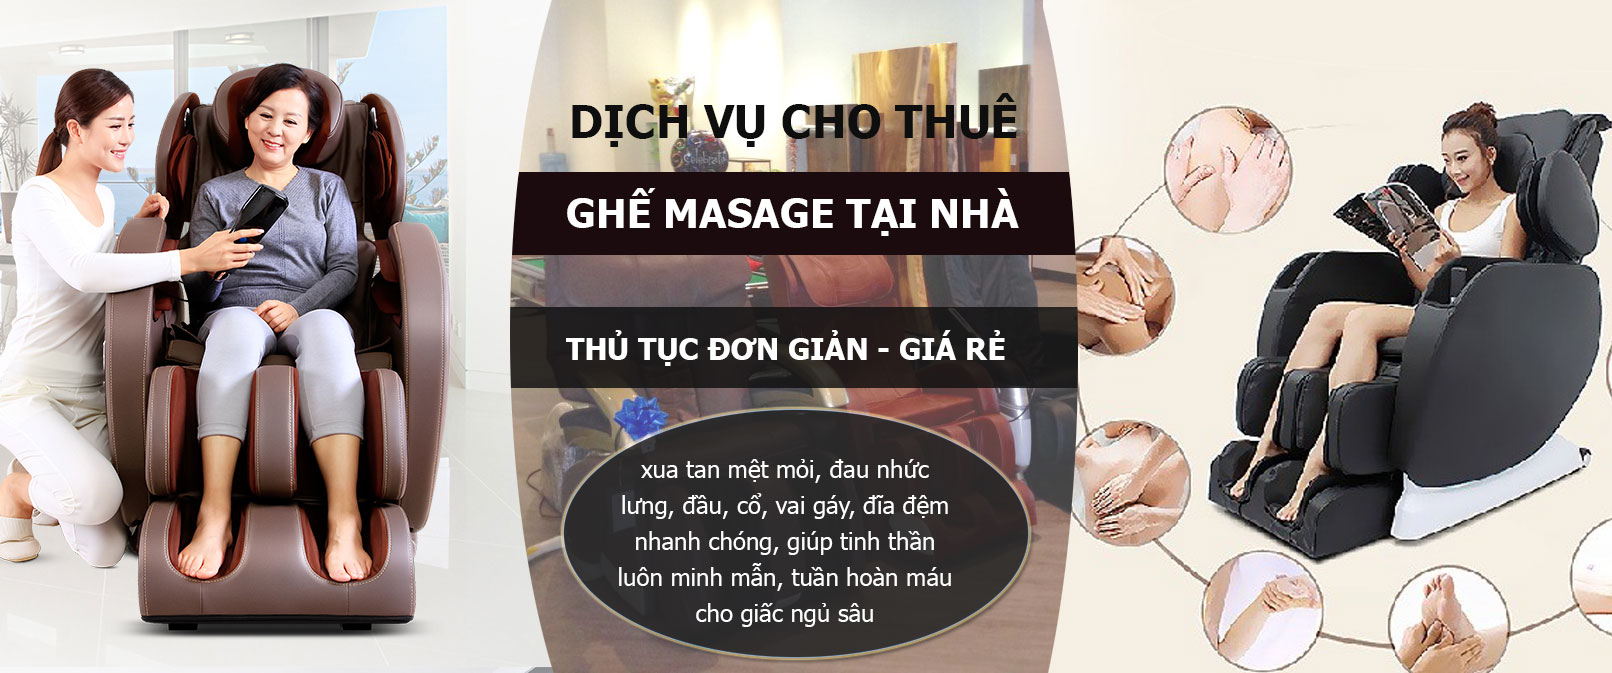 DỊCH VỤ CHO THUÊ
Celebrate
GHẾ MASAGE TẠI NHÀ
THỦ TỤC ĐƠN GIẢN - GIÁ RẺ
xua tan mệt mỏi, đau nhức
lưng, đầu, cổ, vai gáy, đĩa đệm
nhanh chóng, giúp tinh thần
luôn minh mẫn, tuần hoàn máu
cho giấc ngủ sâu